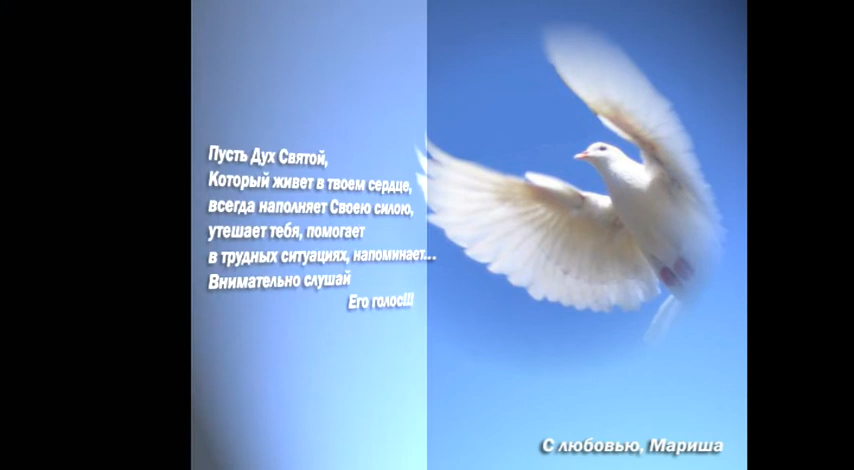 Пусть Дух Святой,
Который живет в твоем сердце,
всегда наполняет Своею силою,
утешает тебя, помогает
в трудных ситуациях, напоминает...
Внимательно слушай
Его голос!!!
С любовью, Мариша